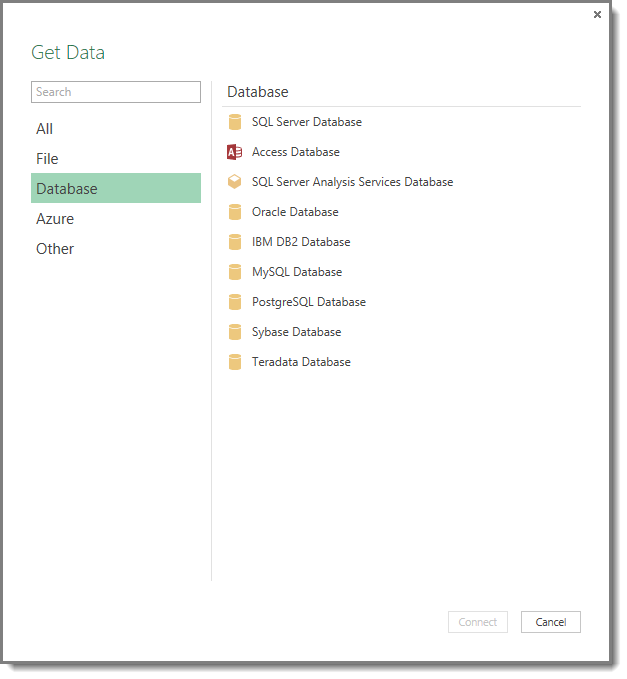 Get Data
Search
All
File
Database
Azure
Other
Database
SQL Server Database
Access Database
SQL Server Analysis Services Database
Oracle Database
IBM DB2 Database
MySQL Database
PostgreSQL Database
Sybase Database
Teradata Database
Connect
Cancel